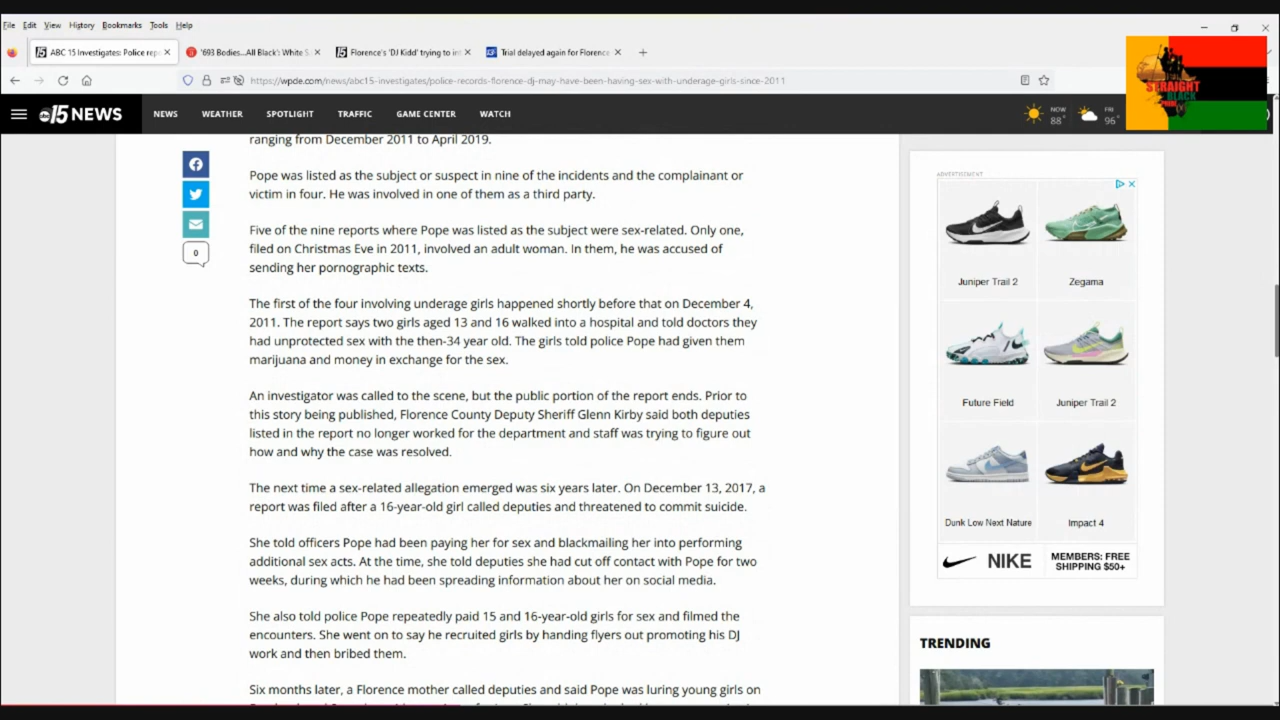 File Edit View History Bookmarks Tools Help
ABC 15 Investigates: Police rep
'693 Bodies...All Black's White S
Florence's 'DJ Kidd' trying to in
Trial delayed again for Florence
https://wpde.com/news/abc15-investigates/police-records-florence-dj-may-have-been-having-sex-with-underage-girls-since-2011
STRAIGHT
BLACK
abc 15 NEWS
NEWS WEATHER SPOTLIGHT TRAFFIC GAME CENTER WATCH
NOW
88°
FRI
96°
ranging from December 2011 to April 2019.
Pope was listed as the subject or suspect in nine of the incidents and the complainant or
victim in four. He was involved in one of them as a third party.
Five of the nine reports where Pope was listed as the subject were sex-related. Only one,
filed on Christmas Eve in 2011, involved an adult woman. In them, he was accused of
sending her pornographic texts.
The first of the four involving underage girls happened shortly before that on December 4,
2011. The report says two girls aged 13 and 16 walked into a hospital and told doctors they
had unprotected sex with the then-34 year old. The girls told police Pope had given them
marijuana and money in exchange for the sex.
An investigator was called to the scene, but the public portion of the report ends. Prior to
this story being published, Florence County Deputy Sheriff Glenn Kirby said both deputies
listed in the report no longer worked for the department and staff was trying to figure out
how and why the case was resolved.
The next time a sex-related allegation emerged was six years later. On December 13, 2017, a
report was filed after a 16-year-old girl called deputies and threatened to commit suicide.
She told officers Pope had been paying her for sex and blackmailing her into performing
additional sex acts. At the time, she told deputies she had cut off contact with Pope for two
weeks, during which he had been spreading information about her on social media.
She also told police Pope repeatedly paid 15 and 16-year-old girls for sex and filmed the
encounters. She went on to say he recruited girls by handing flyers out promoting his DJ
work and then bribed them.
Six months later, a Florence mother called deputies and said Pope was luring young girls on
0
ADVERTISEMENT
Juniper Trail 2
Zegama
Future Field
Juniper Trail 2
Dunk Low Next Nature
Impact 4
NIKE
MEMBERS: FREE
SHIPPING $50+
TRENDING